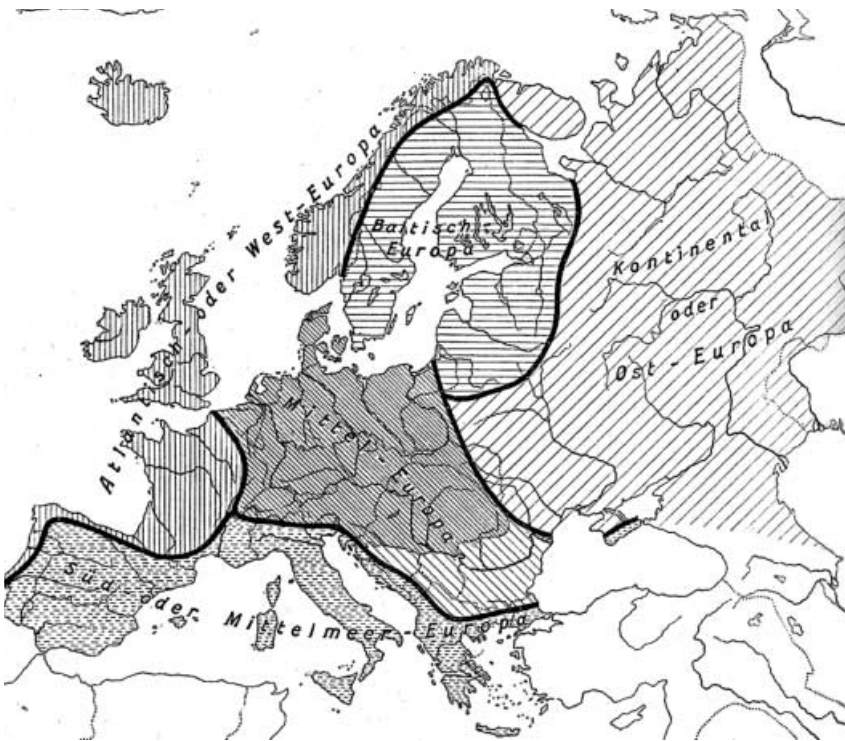 Atlantisch- oder West-Europa
Baltisch-
Europa
Kontinental
oder
Ost-Europa
Mittel-Europa
Süd- oder
Mittelmeer-Europa